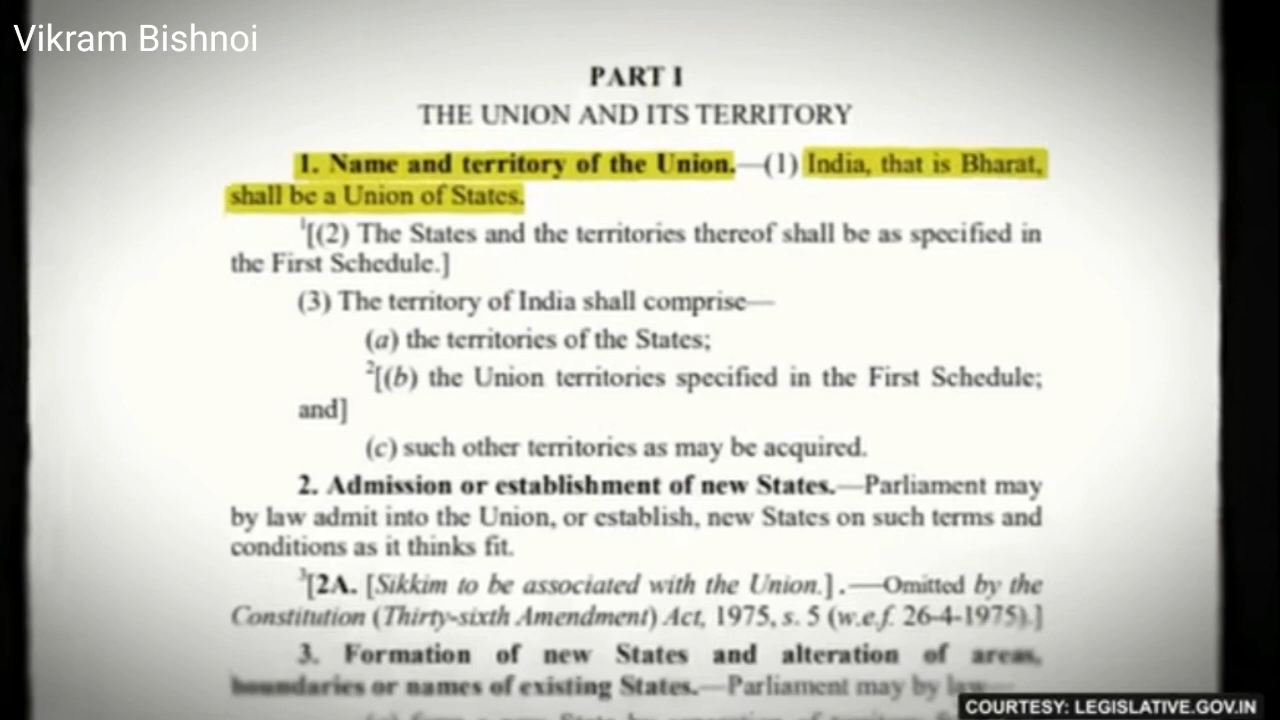 Vikram Bishnoi
PART I
THE UNION AND ITS TERRITORY
1. Name and territory of the Union.—(1) India, that is Bharat,
shall be a Union of States.
¹[(2) The States and the territories thereof shall be as specified in
the First Schedule.]
(3) The territory of India shall comprise—
(a) the territories of the States;
²[(b) the Union territories specified in the First Schedule;
and]
(c) such other territories as may be acquired.
2. Admission or establishment of new States.—Parliament may
by law admit into the Union, or establish, new States on such terms and
conditions as it thinks fit.
³[2A. [Sikkim to be associated with the Union.].—Omitted by the
Constitution (Thirty-sixth Amendment) Act, 1975, s. 5 (w.e.f. 26-4-1975).]
3. Formation of new States and alteration of areas,
boundaries or names of existing States.—Parliament may by law—
COURTESY: LEGISLATIVE.GOV.IN